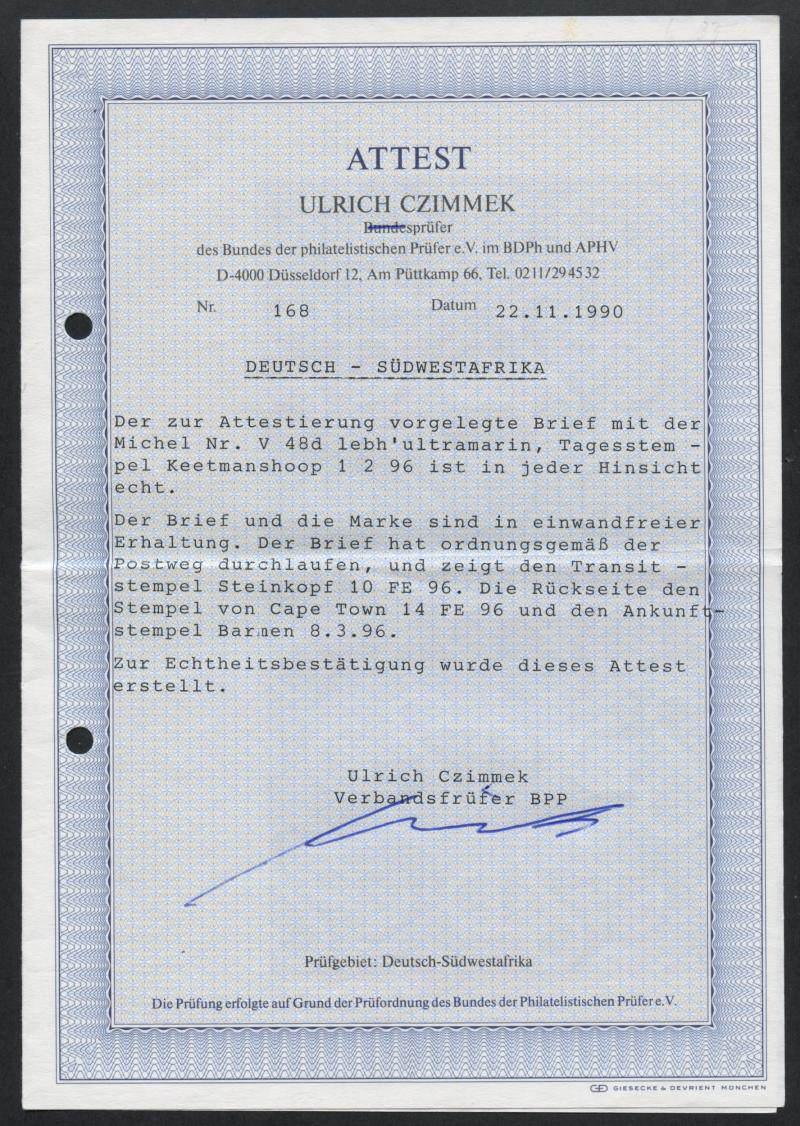 ATTEST
ULRICH CZIMMEK
Bundesprüfer
des Bundes der philatelistischen Prüfer e.V. im BDPh und APHV
D-4000 Düsseldorf 12, Am Püttkamp 66, Tel. 0211/294532
Nr. 168 Datum 22.11.1990
DEUTSCH - SÜDWESTAFRIKA
Der zur Attestierung vorgelegte Brief mit der
Michel Nr. V 48d lebh'ultramarin, Tagesstem -
pel Keetmanshoop 1 2 96 ist in jeder Hinsicht
echt.
Der Brief und die Marke sind in einwandfreier
Erhaltung. Der Brief hat ordnungsgemäß der
Postweg durchlaufen, und zeigt den Transit -
stempel Steinkopf 10 FE 96. Die Rückseite den
Stempel von Cape Town 14 FE 96 und den Ankunft-
stempel Barmen 8.3.96.
Zur Echtheitsbestätigung wurde dieses Attest
erstellt.
Ulrich Czimmek
Verbandsfrüfer BPP
Prüfgebiet: Deutsch-Südwestafrika
Die Prüfung erfolgte auf Grund der Prüfordnung des Bundes der Philatelistischen Prüfer e.V.
GIESECKE & DEVRIENT MÜNCHEN